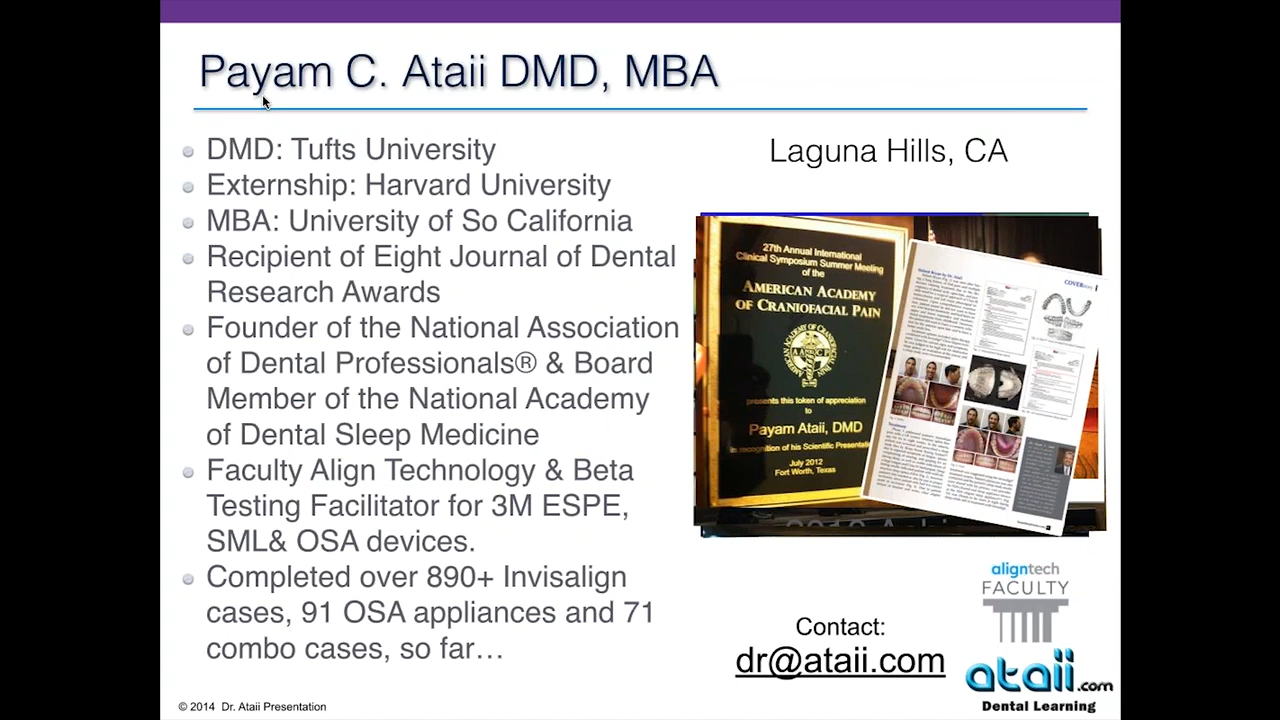 Payam C. Ataii DMD, MBA
DMD: Tufts University
Externship: Harvard University
MBA: University of So California
Recipient of Eight Journal of Dental
Research Awards
Founder of the National Association
of Dental Professionals® & Board
Member of the National Academy
of Dental Sleep Medicine
Faculty Align Technology & Beta
Testing Facilitator for 3M ESPE,
SML& OSA devices.
Completed over 890+ Invisalign
cases, 91 OSA appliances and 71
combo cases, so far…
Laguna Hills, CA
27th Annual International
Clinical Symposium Summer Meeting
of the
AMERICAN ACADEMY
OF CRANIOFACIAL PAIN
presents this token of appreciation
to
Payam Ataii, DMD
in recognition of his Scientific
July 2012
Fort Worth, Texas
Contact:
dr@ataii.com
aligntech
FACULTY
ataii.com
Dental Learning
© 2014 Dr. Ataii Presentation